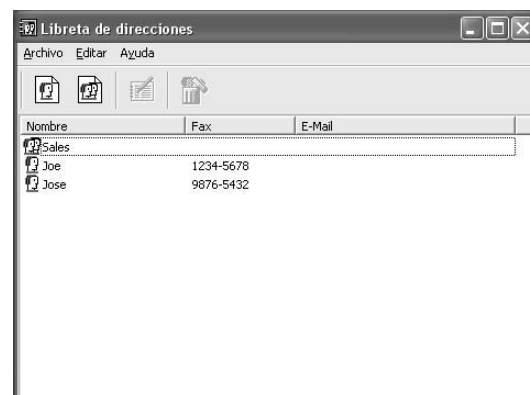 Libreta de direcciones
Archivo Editar Ayuda
Nombre Fax E-Mail
Sales
Joe 1234-5678
Jose 9876-5432